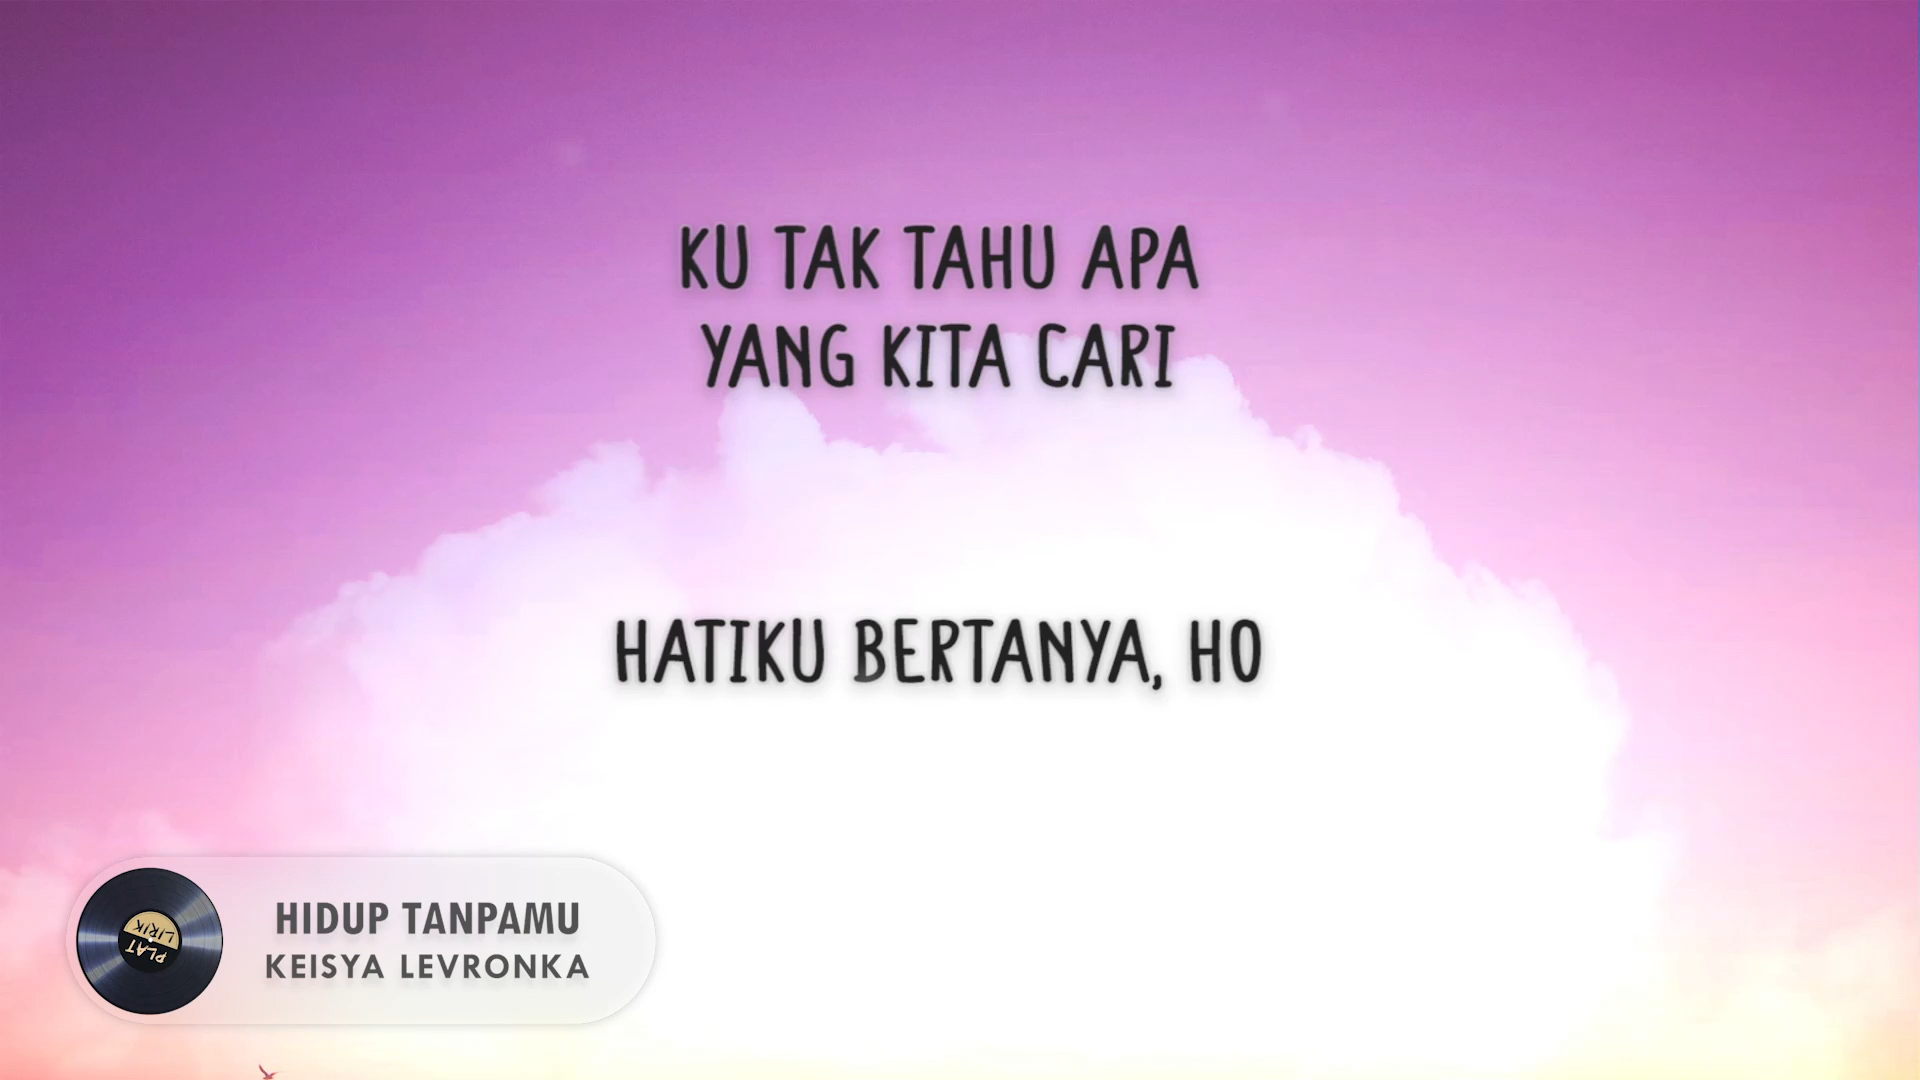 KU TAK TAHU APA
YANG KITA CARI
HATIKU BERTANYA, HO
HIDUP TANPAMU
KEISYA LEVRONKA
PLAT
LIRIK